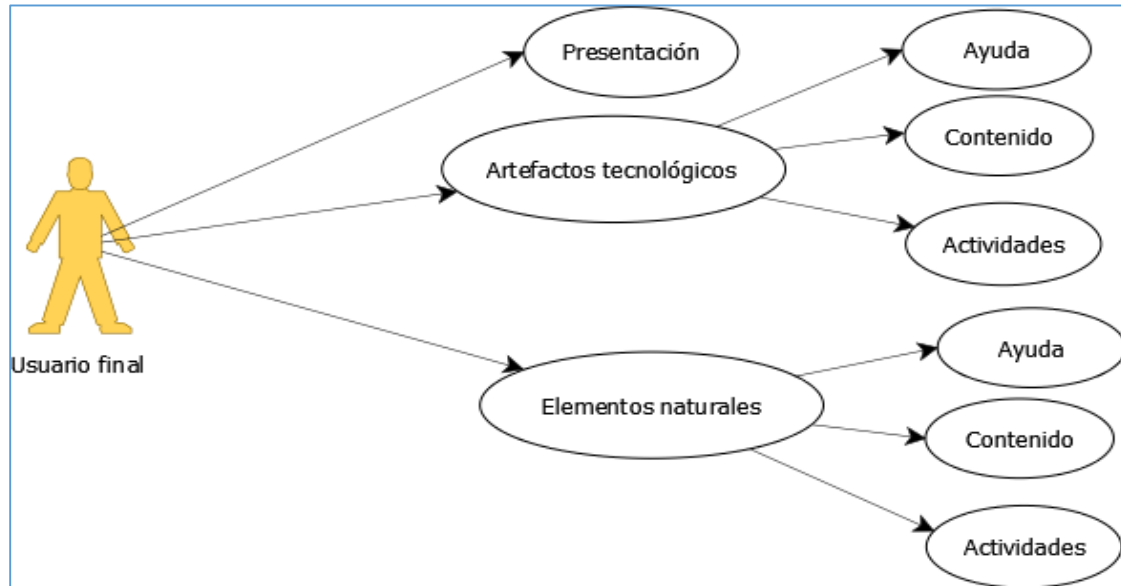 Presentación
Ayuda
Contenido
Artefactos tecnológicos
Actividades
Usuario final
Ayuda
Elementos naturales
Contenido
Actividades